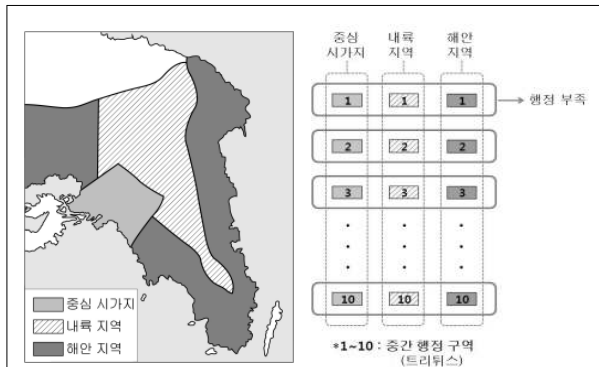 중심 시가지
내륙 지역
해안 지역
중심
시가지
내륙
지역
해안
지역
1 1 1
행정 부족
2 2 2
3 3 3
10 10 10
*1~10 : 중간 행정 구역
(트리튀스)